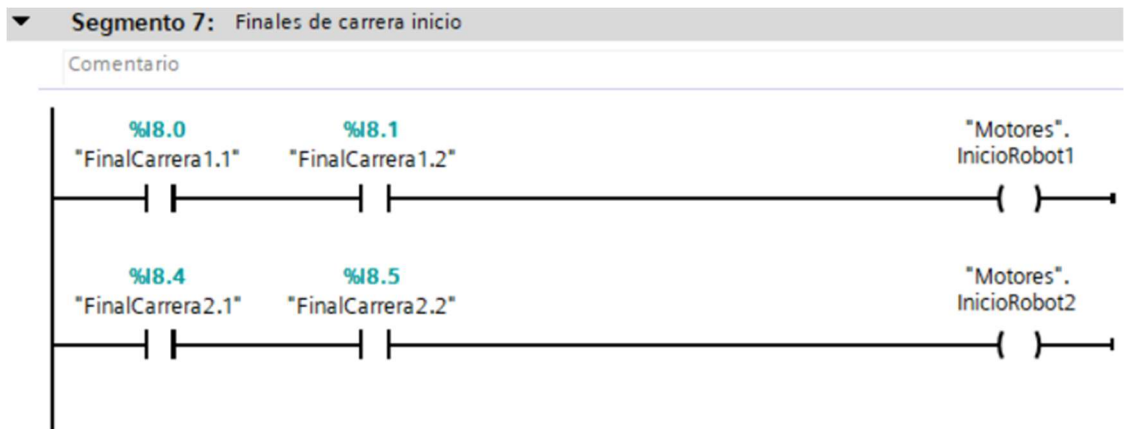 Segmento 7: Finales de carrera inicio
Comentario
%I8.0 %I8.1 "Motores".
"FinalCarrera1.1" "FinalCarrera1.2" InicioRobot1
%I8.4 %I8.5 "Motores".
"FinalCarrera2.1" "FinalCarrera2.2" InicioRobot2